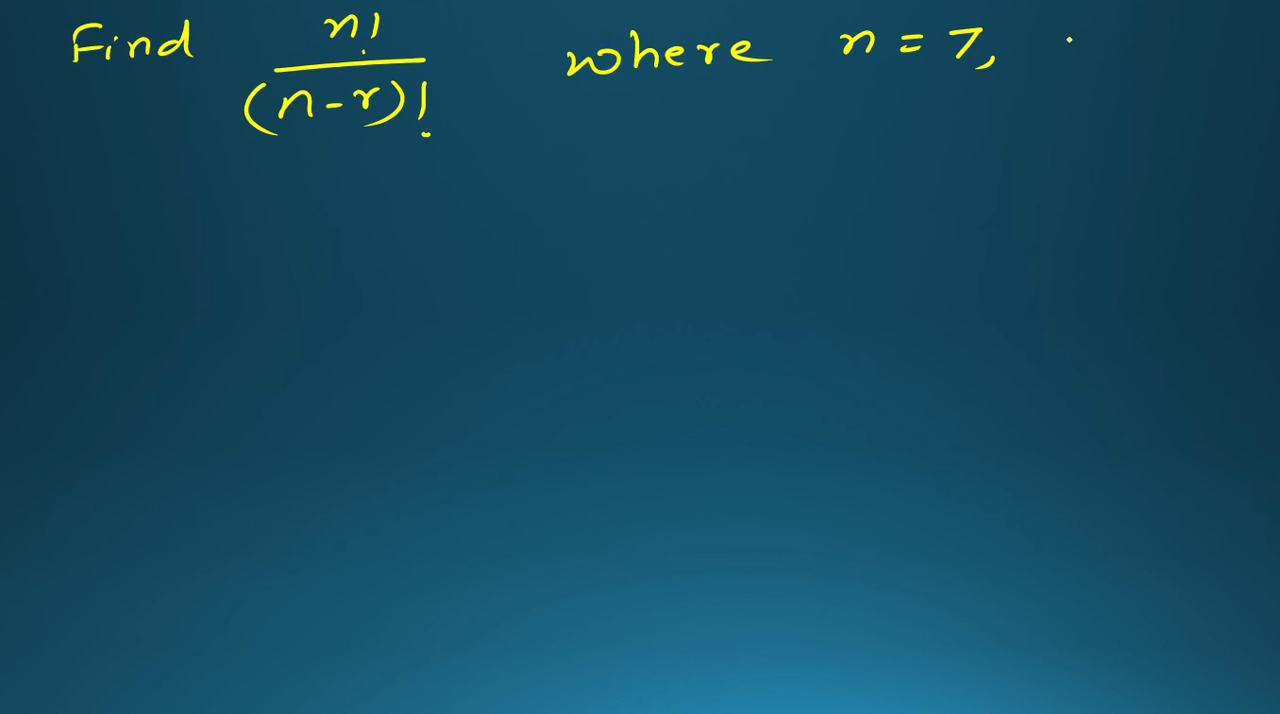 Find n! / (n-r)! where n = 7,